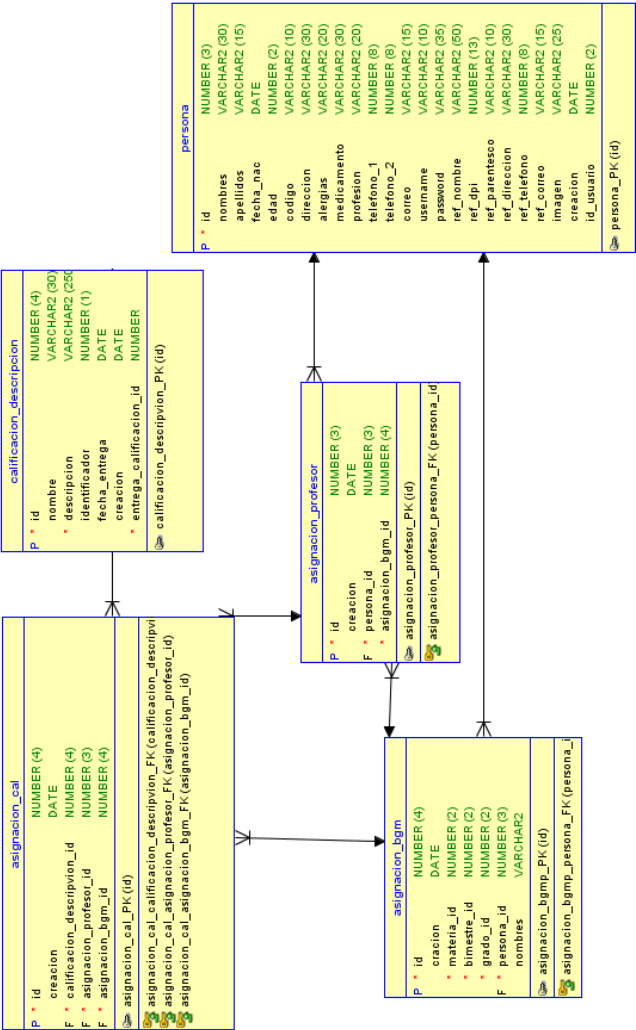 asignacion_cal
P * id NUMBER (4)
creacion DATE
F * calificacion_descripvion_id NUMBER (4)
F * asignacion_profesor_id NUMBER (3)
F * asignacion_bgm_id NUMBER (4)
asignacion_cal_PK (id)
asignacion_cal_calificacion_descripvion_FK (calificacion_descripvi
asignacion_cal_asignacion_profesor_FK (asignacion_profesor_id)
asignacion_cal_asignacion_bgm_FK (asignacion_bgm_id)
calificacion_descripcion
P * id NUMBER (4)
nombre VARCHAR2 (30)
* descripcion VARCHAR2 (250
identificador NUMBER (1)
fecha_entrega DATE
creacion DATE
* entrega_calificacion_id NUMBER
calificacion_descripvion_PK (id)
asignacion_bgm
P * id NUMBER (4)
cracion DATE
* materia_id NUMBER (2)
* bimestre_id NUMBER (2)
* grado_id NUMBER (2)
F * persona_id NUMBER (3)
nombres VARCHAR2
asignacion_bgmp_PK (id)
asignacion_bgmp_persona_FK (persona_i
asignacion_profesor
P * id NUMBER (3)
creacion DATE
F * persona_id NUMBER (3)
* asignacion_bgm_id NUMBER (4)
asignacion_profesor_PK (id)
asignacion_profesor_persona_FK (persona_id)
persona
P * id NUMBER (3)
nombres VARCHAR2 (30)
apellidos VARCHAR2 (15)
fecha_nac DATE
edad NUMBER (2)
codigo VARCHAR2 (10)
direccion VARCHAR2 (30)
alergias VARCHAR2 (20)
medicamento VARCHAR2 (30)
profesion VARCHAR2 (20)
telefono_1 NUMBER (8)
telefono_2 NUMBER (8)
correo VARCHAR2 (15)
username VARCHAR2 (10)
password VARCHAR2 (35)
ref_nombre VARCHAR2 (50)
ref_dpi NUMBER (13)
ref_parentesco VARCHAR2 (10)
ref_direccion VARCHAR2 (30)
ref_telefono NUMBER (8)
ref_correo VARCHAR2 (15)
imagen VARCHAR2 (25)
creacion DATE
id_usuario NUMBER (2)
persona_PK (id)